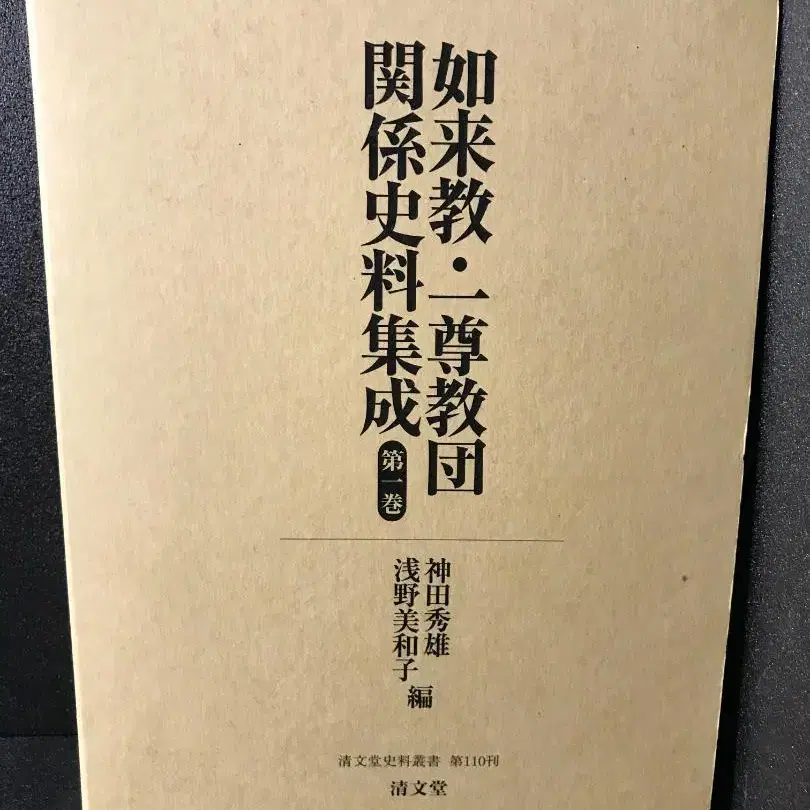 如来教・一尊教団
関係史料集成
第一巻
神田秀雄
浅野美和子
編
清文堂史料叢書 第110刊
清文堂